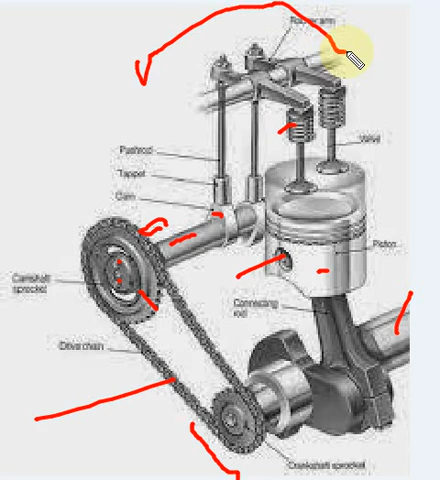 Rocker arm
Valve
Pushrod
Tappet
Cam
Piston
Camshaft
sprocket
Connecting
rod
Drive chain
Crankshaft sprocket